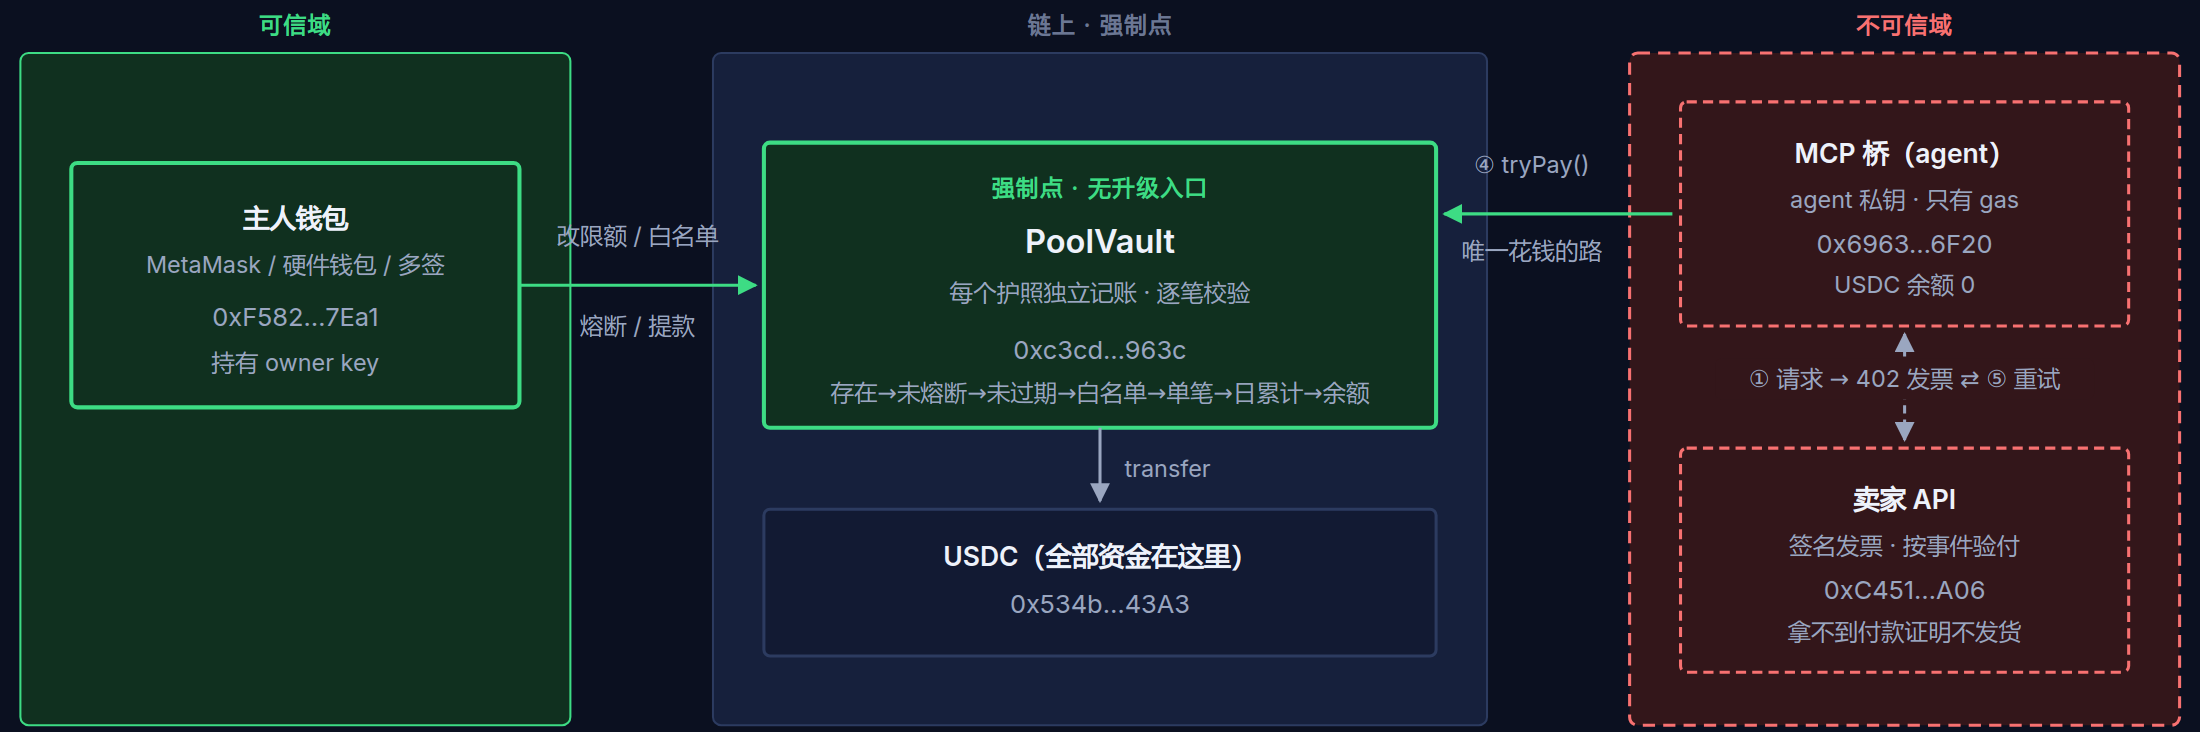 可信域
主人钱包
MetaMask / 硬件钱包 / 多签
0xF582…7Ea1
持有 owner key
改限额 / 白名单
熔断 / 提款
链上 · 强制点
强制点 · 无升级入口
PoolVault
每个护照独立记账 · 逐笔校验
0xc3cd…963c
存在→未熔断→未过期→白名单→单笔→日累计→余额
transfer
USDC（全部资金在这里）
0x534b…43A3
④ tryPay()
唯一花钱的路
不可信域
MCP 桥（agent）
agent 私钥 · 只有 gas
0x6963…6F20
USDC 余额 0
① 请求 → 402 发票 ⇄ ⑤ 重试
卖家 API
签名发票 · 按事件验付
0xC451…A06
拿不到付款证明不发货